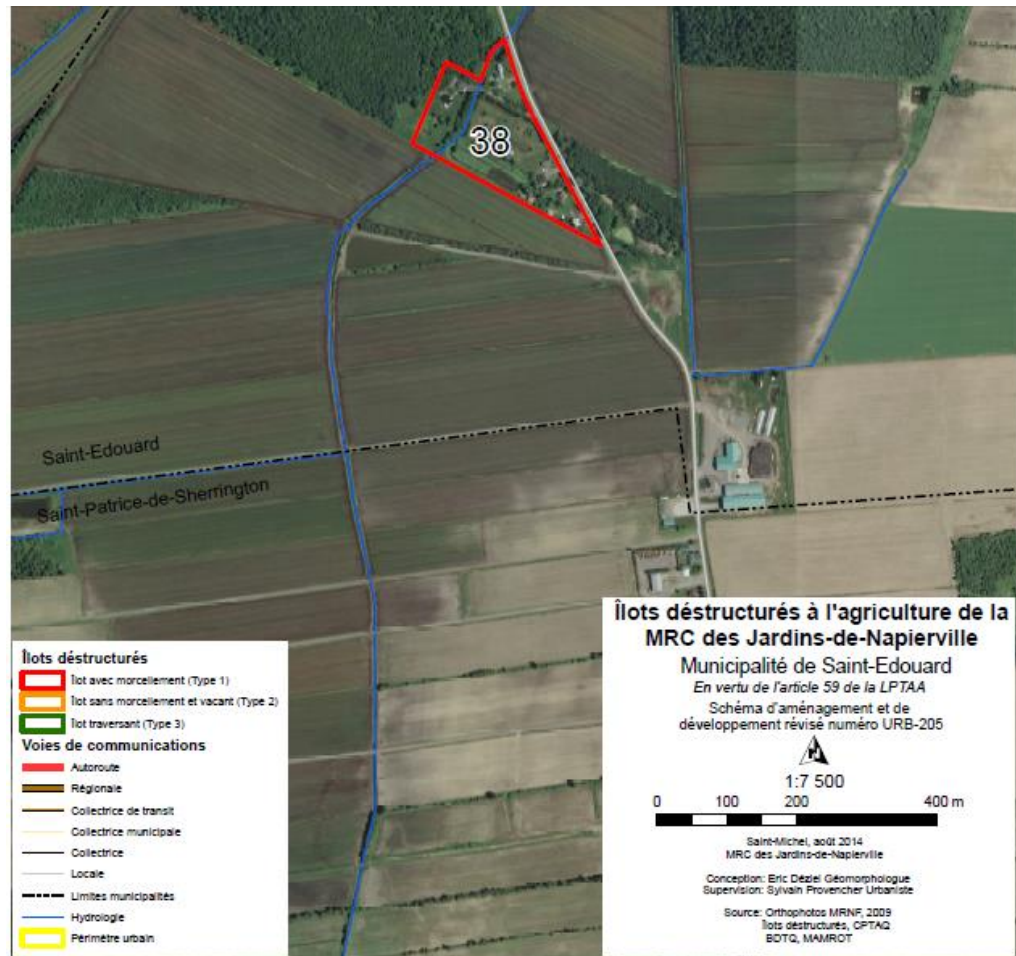 38
Saint-Edouard
Saint-Patrice-de-Sherrington
Îlots déstructurés
Îlot avec morcellement (Type 1)
Îlot sans morcellement et vacant (Type 2)
Îlot traversant (Type 3)
Voies de communications
Autoroute
Régionale
Collectrice de transit
Collectrice municipale
Collectrice
Locale
Limites municipalités
Hydrologie
Périmètre urbain
Îlots déstructurés à l'agriculture de la
MRC des Jardins-de-Napierville
Municipalité de Saint-Edouard
En vertu de l'article 59 de la LPTAA
Schéma d'aménagement et de
développement révisé numéro URB-205
N
1:7 500
0 100 200 400 m
Saint-Michel, août 2014
MRC des Jardins-de-Napierville
Conception: Eric Déziel Géomorphologue
Supervision: Sylvain Provencher Urbaniste
Source: Orthophotos MRNF, 2009
Îlots déstructurés, CPTAQ
BDTQ, MAMROT